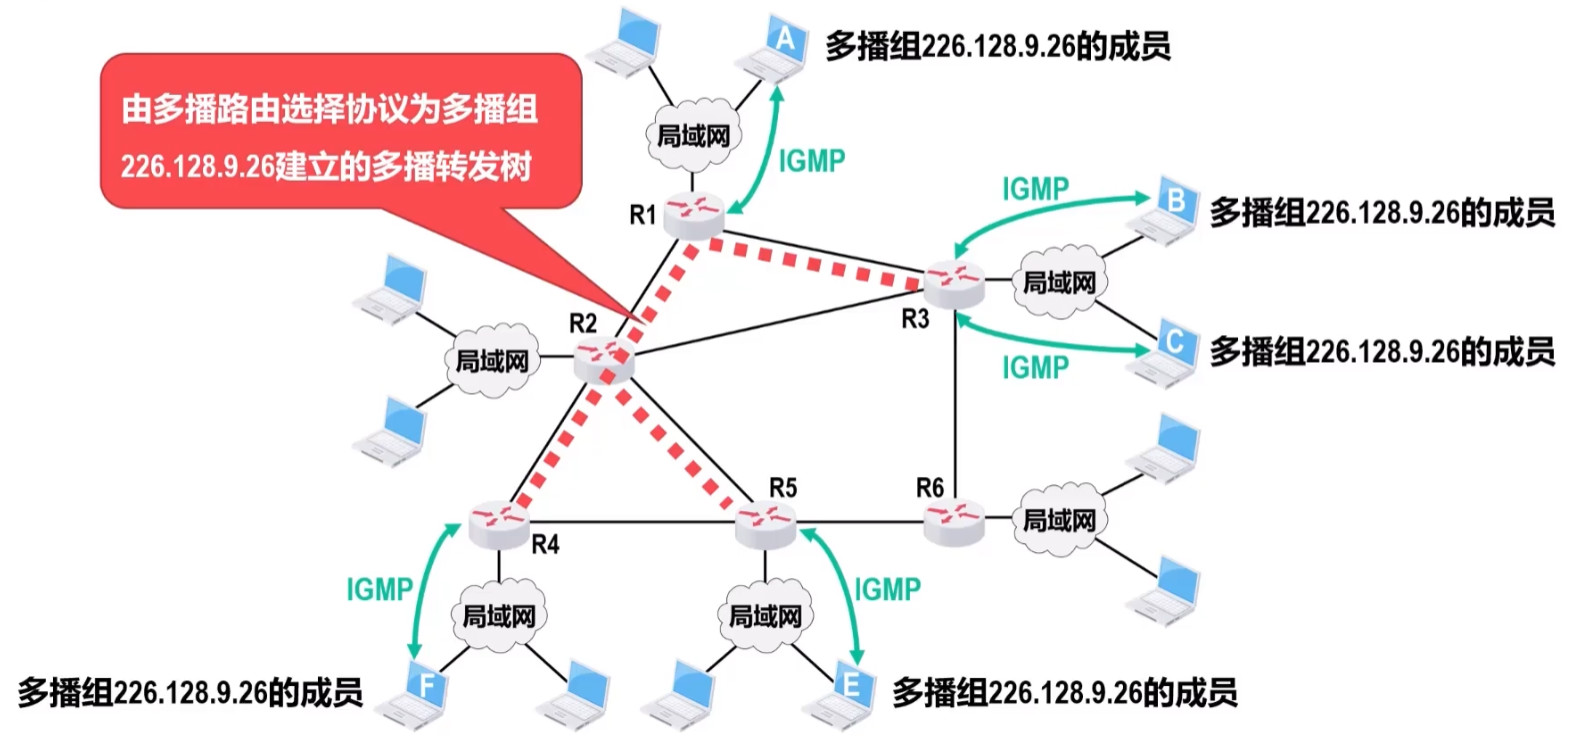 A
多播组226.128.9.26的成员
由多播路由选择协议为多播组
226.128.9.26建立的多播转发树
局域网
IGMP
R1
IGMP
B
多播组226.128.9.26的成员
局域网
R3
R2
C
多播组226.128.9.26的成员
IGMP
局域网
R5
R6
局域网
R4
IGMP
IGMP
局域网
局域网
多播组226.128.9.26的成员
F
E
多播组226.128.9.26的成员